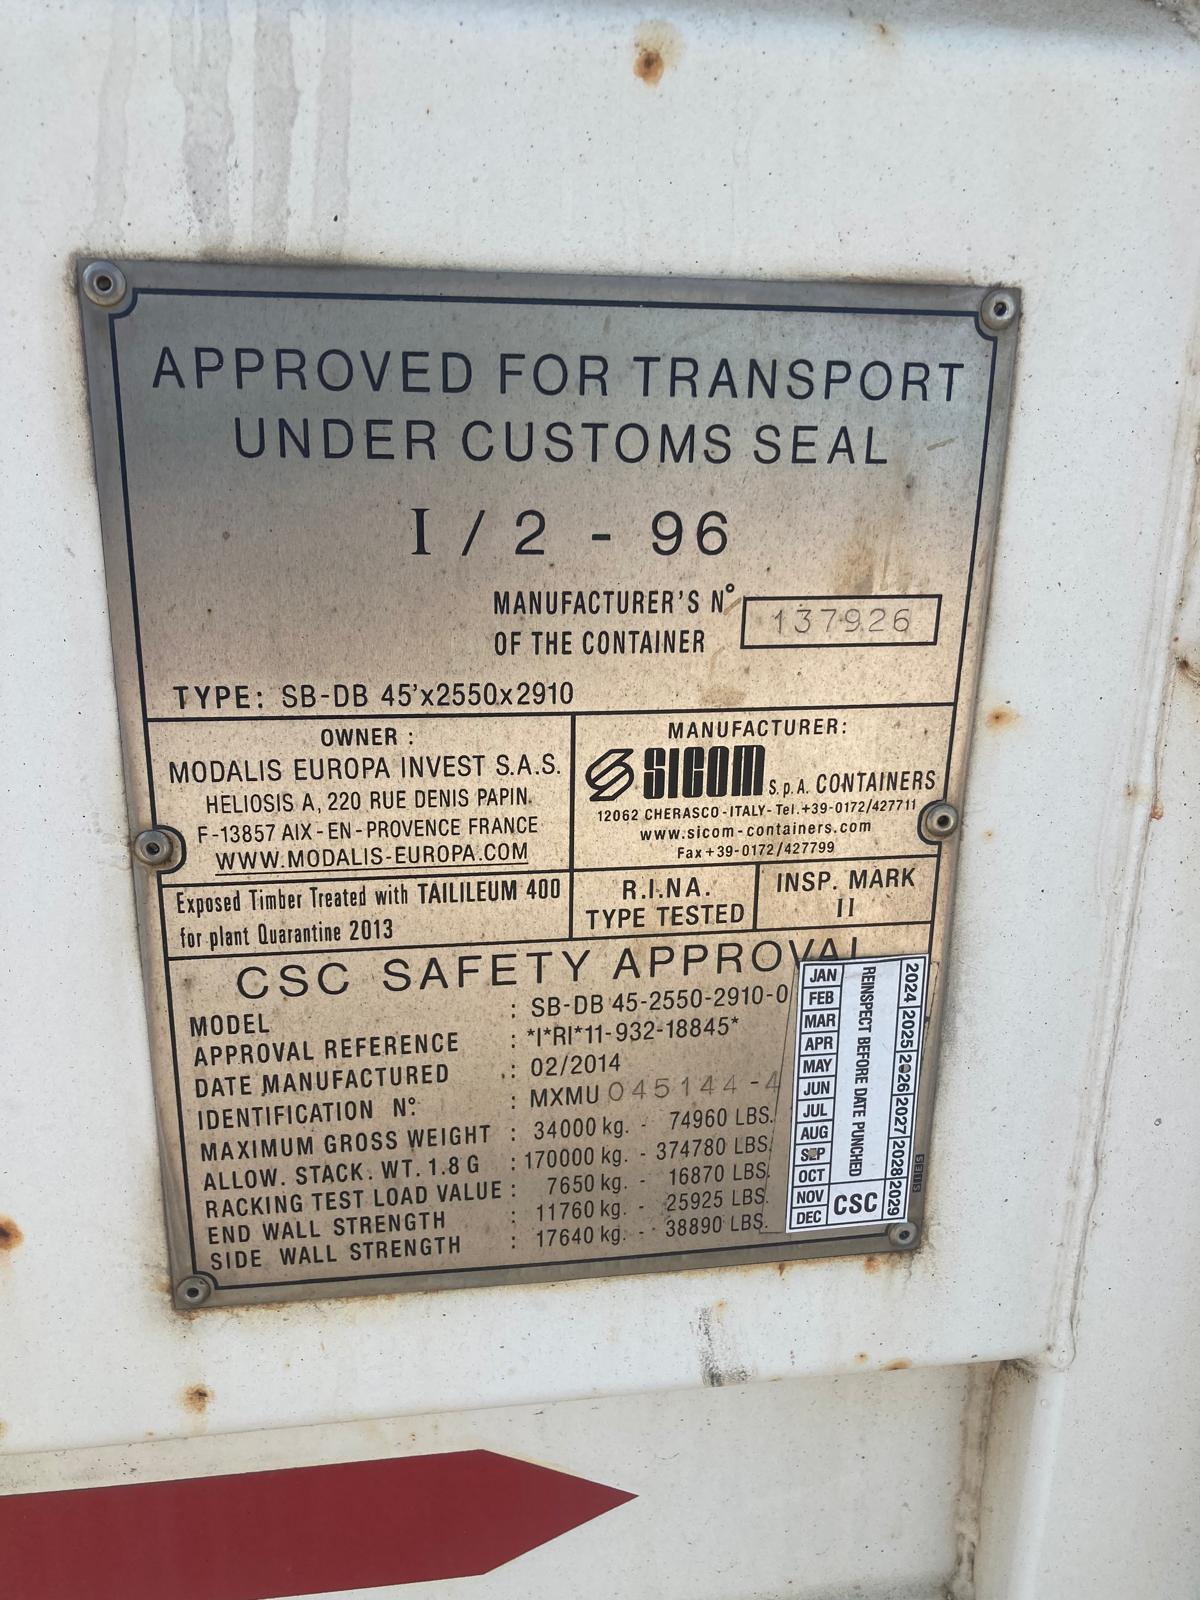 APPROVED FOR TRANSPORT
UNDER CUSTOMS SEAL
I / 2 - 96
MANUFACTURER'S N°
OF THE CONTAINER
137926
TYPE: SB-DB 45'x2550x2910
OWNER :
MODALIS EUROPA INVEST S.A.S.
HELIOSIS A, 220 RUE DENIS PAPIN.
F-13857 AIX-EN-PROVENCE FRANCE
WWW.MODALIS-EUROPA.COM
MANUFACTURER:
SICOM S.p.A. CONTAINERS
12062 CHERASCO-ITALY-Tel.+39-0172/427711
www.sicom-containers.com
Fax+39-0172/427799
Exposed Timber Treated with TAILILEUM 400
for plant Quarantine 2013
R.I.N.A.
TYPE TESTED
INSP. MARK
II
CSC SAFETY APPROVAL
MODEL : SB-DB 45-2550-2910-0
APPROVAL REFERENCE : *I*RI*11-932-18845*
DATE MANUFACTURED .: 02/2014
IDENTIFICATION N°: : MXMU 045144-4
MAXIMUM GROSS WEIGHT : 34000 kg. - 74960 LBS.
ALLOW. STACK. WT. 1.8 G : 170000 kg. - 374780 LBS.
RACKING TEST LOAD VALUE : 7650 kg. - 16870 LBS.
END WALL STRENGTH : 11760 kg. - 25925 LBS.
SIDE WALL STRENGTH : 17640 kg. - 38890 LBS.
JAN
FEB
MAR
APR
MAY
JUN
JUL
AUG
SEP
OCT
NOV
DEC
REINSPECT BEFORE DATE PUNCHED
CSC
2024 2025 2026 2027 2028 2029